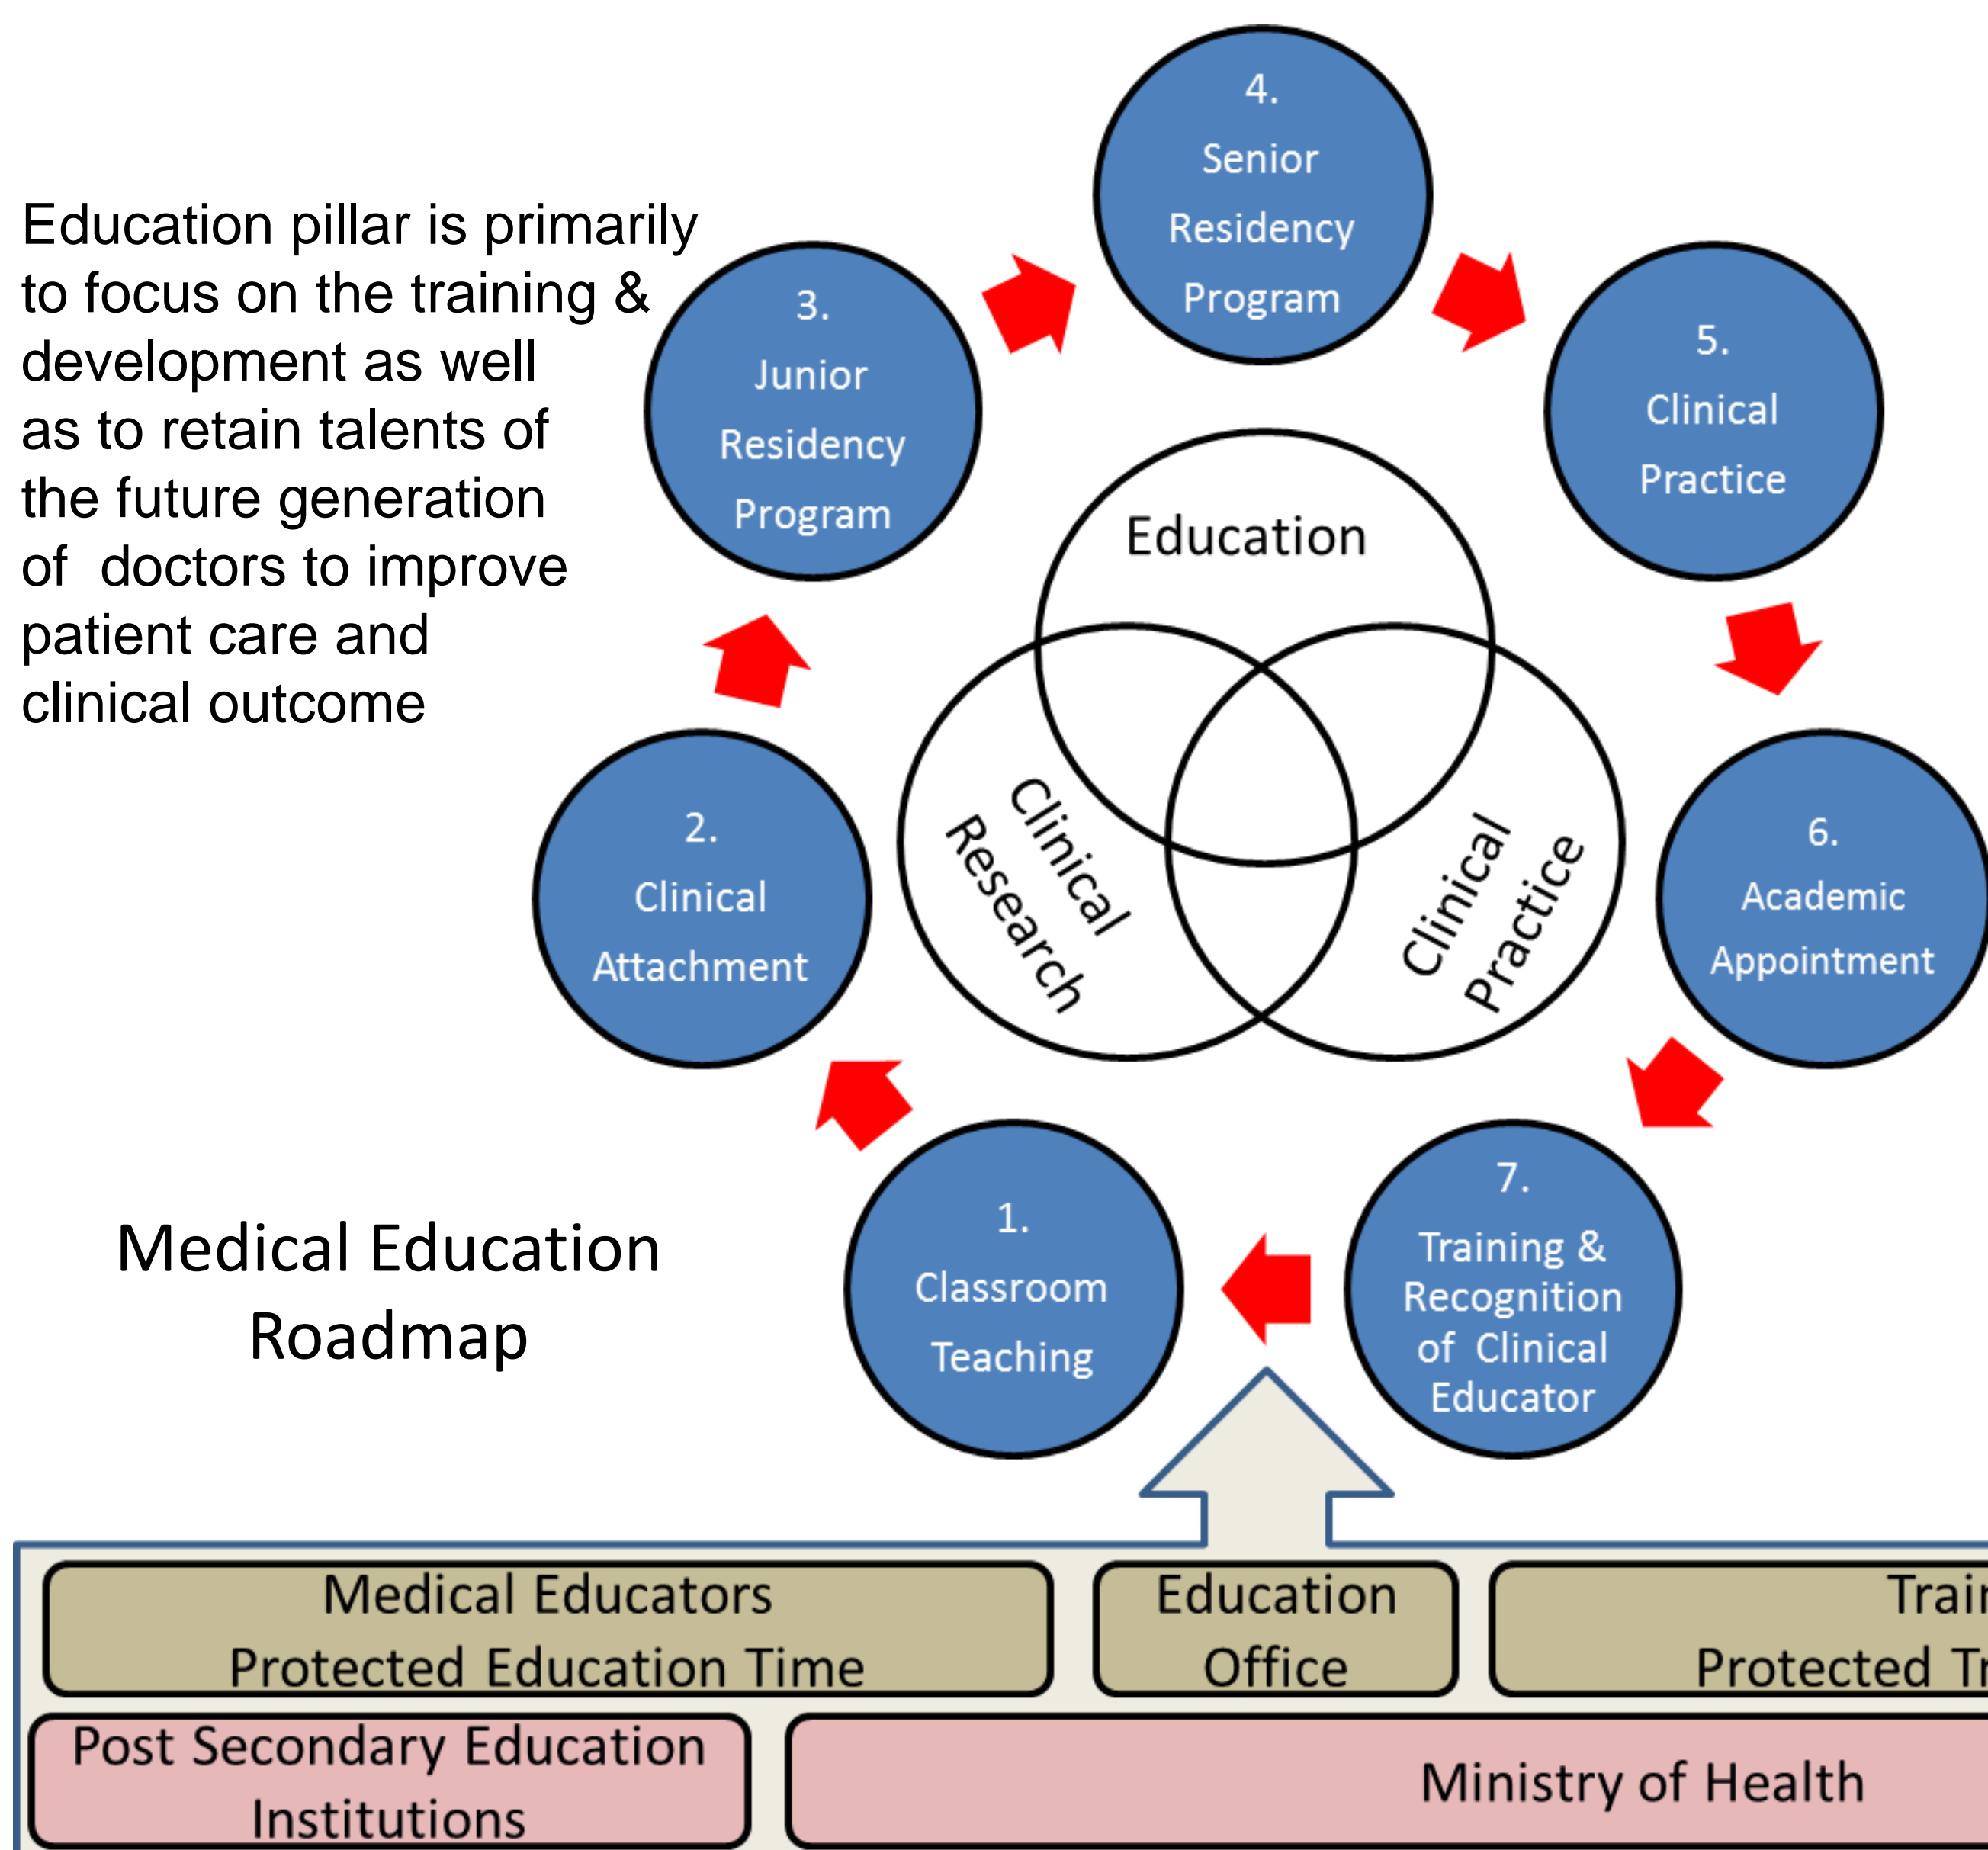 Education pillar is primarily
to focus on the training &
development as well
as to retain talents of
the future generation
of  doctors to improve
patient care and
clinical outcome
4.
Senior
Residency
Program
3.
Junior
Residency
Program
5.
Clinical
Practice
Education
Clinical
Research
Clinical
Practice
2.
Clinical
Attachment
6.
Academic
Appointment
Medical Education
Roadmap
1.
Classroom
Teaching
7.
Training &
Recognition
of  Clinical
Educator
Medical Educators
Protected Education Time
Education
Office
Protected
Post Secondary Education
Institutions
Ministry of Health